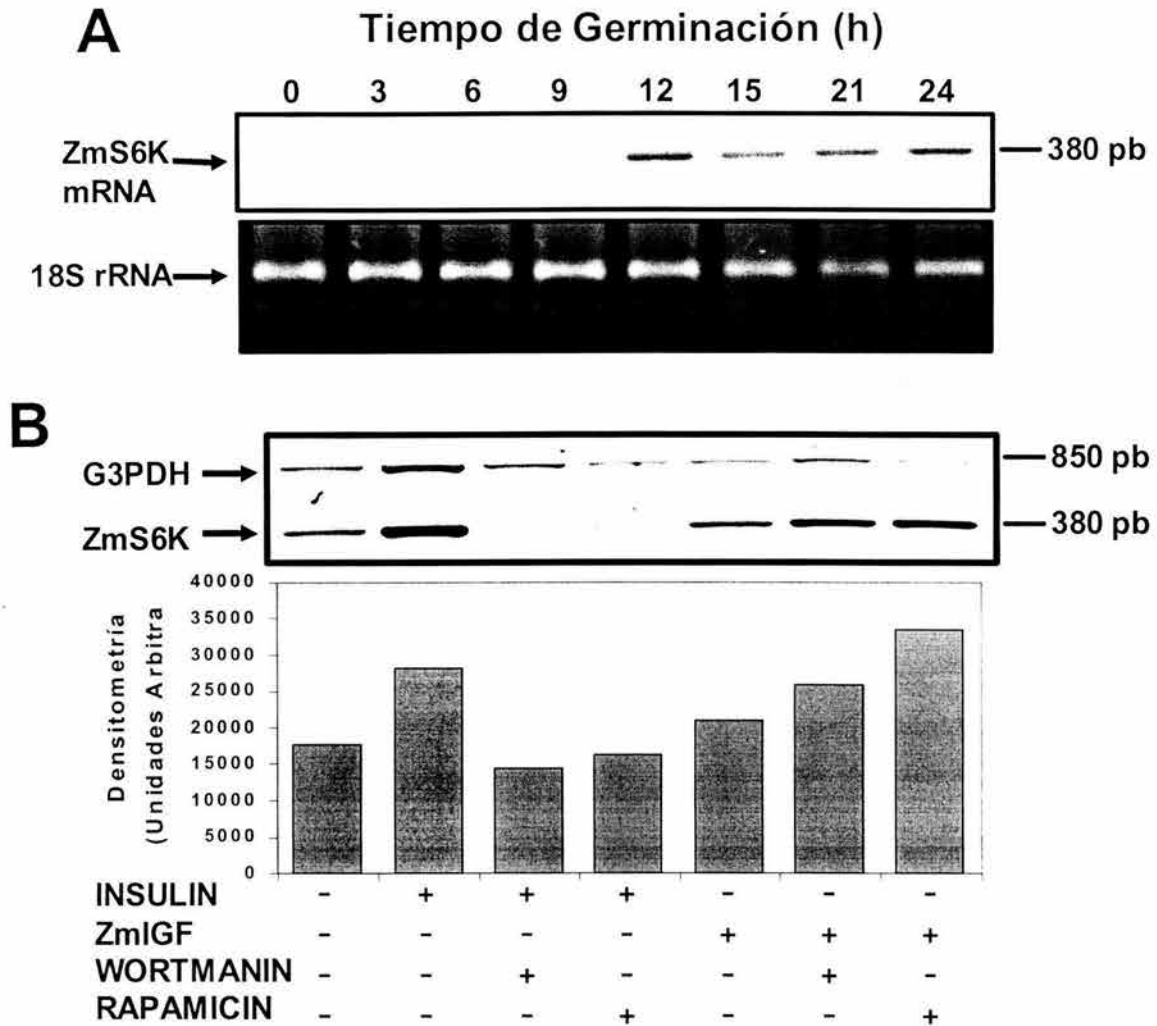 A
Tiempo de Germinación (h)
0 3 6 9 12 15 21 24
ZmS6K
mRNA
380 pb
18S rRNA
B
G3PDH
850 pb
ZmS6K
380 pb
Densitometría
(Unidades Arbitra
40000
35000
30000
25000
20000
15000
10000
5000
0
INSULIN - + + + - - -
ZmIGF - - - - + + +
WORTMANIN - - + - - + -
RAPAMICIN - - - + - - +